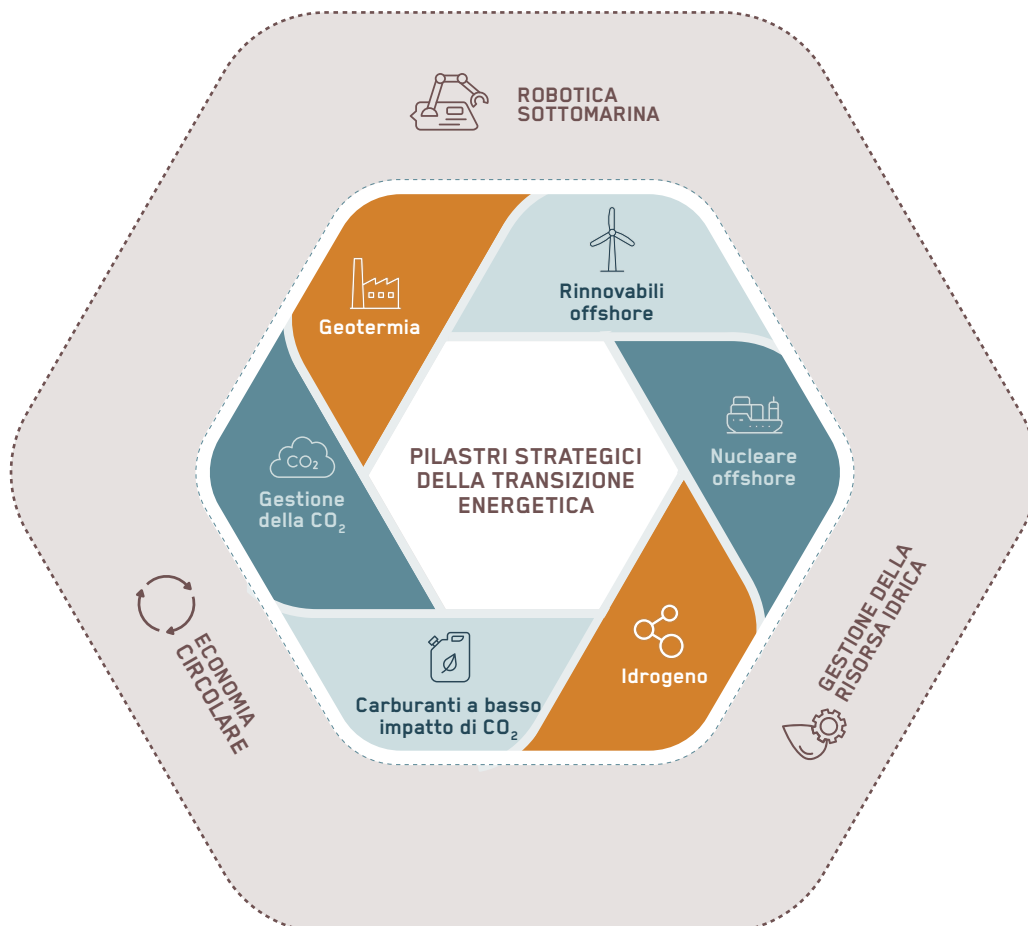 ROBOTICA
SOTTOMARINA
Rinnovabili
offshore
Geotermia
Nucleare
offshore
PILASTRI STRATEGICI
DELLA TRANSIZIONE
ENERGETICA
CO₂
Gestione
della CO₂
Idrogeno
Carburanti a basso
impatto di CO₂
GESTIONE DELLA
RISORSA IDRICA
ECONOMIA
CIRCOLARE